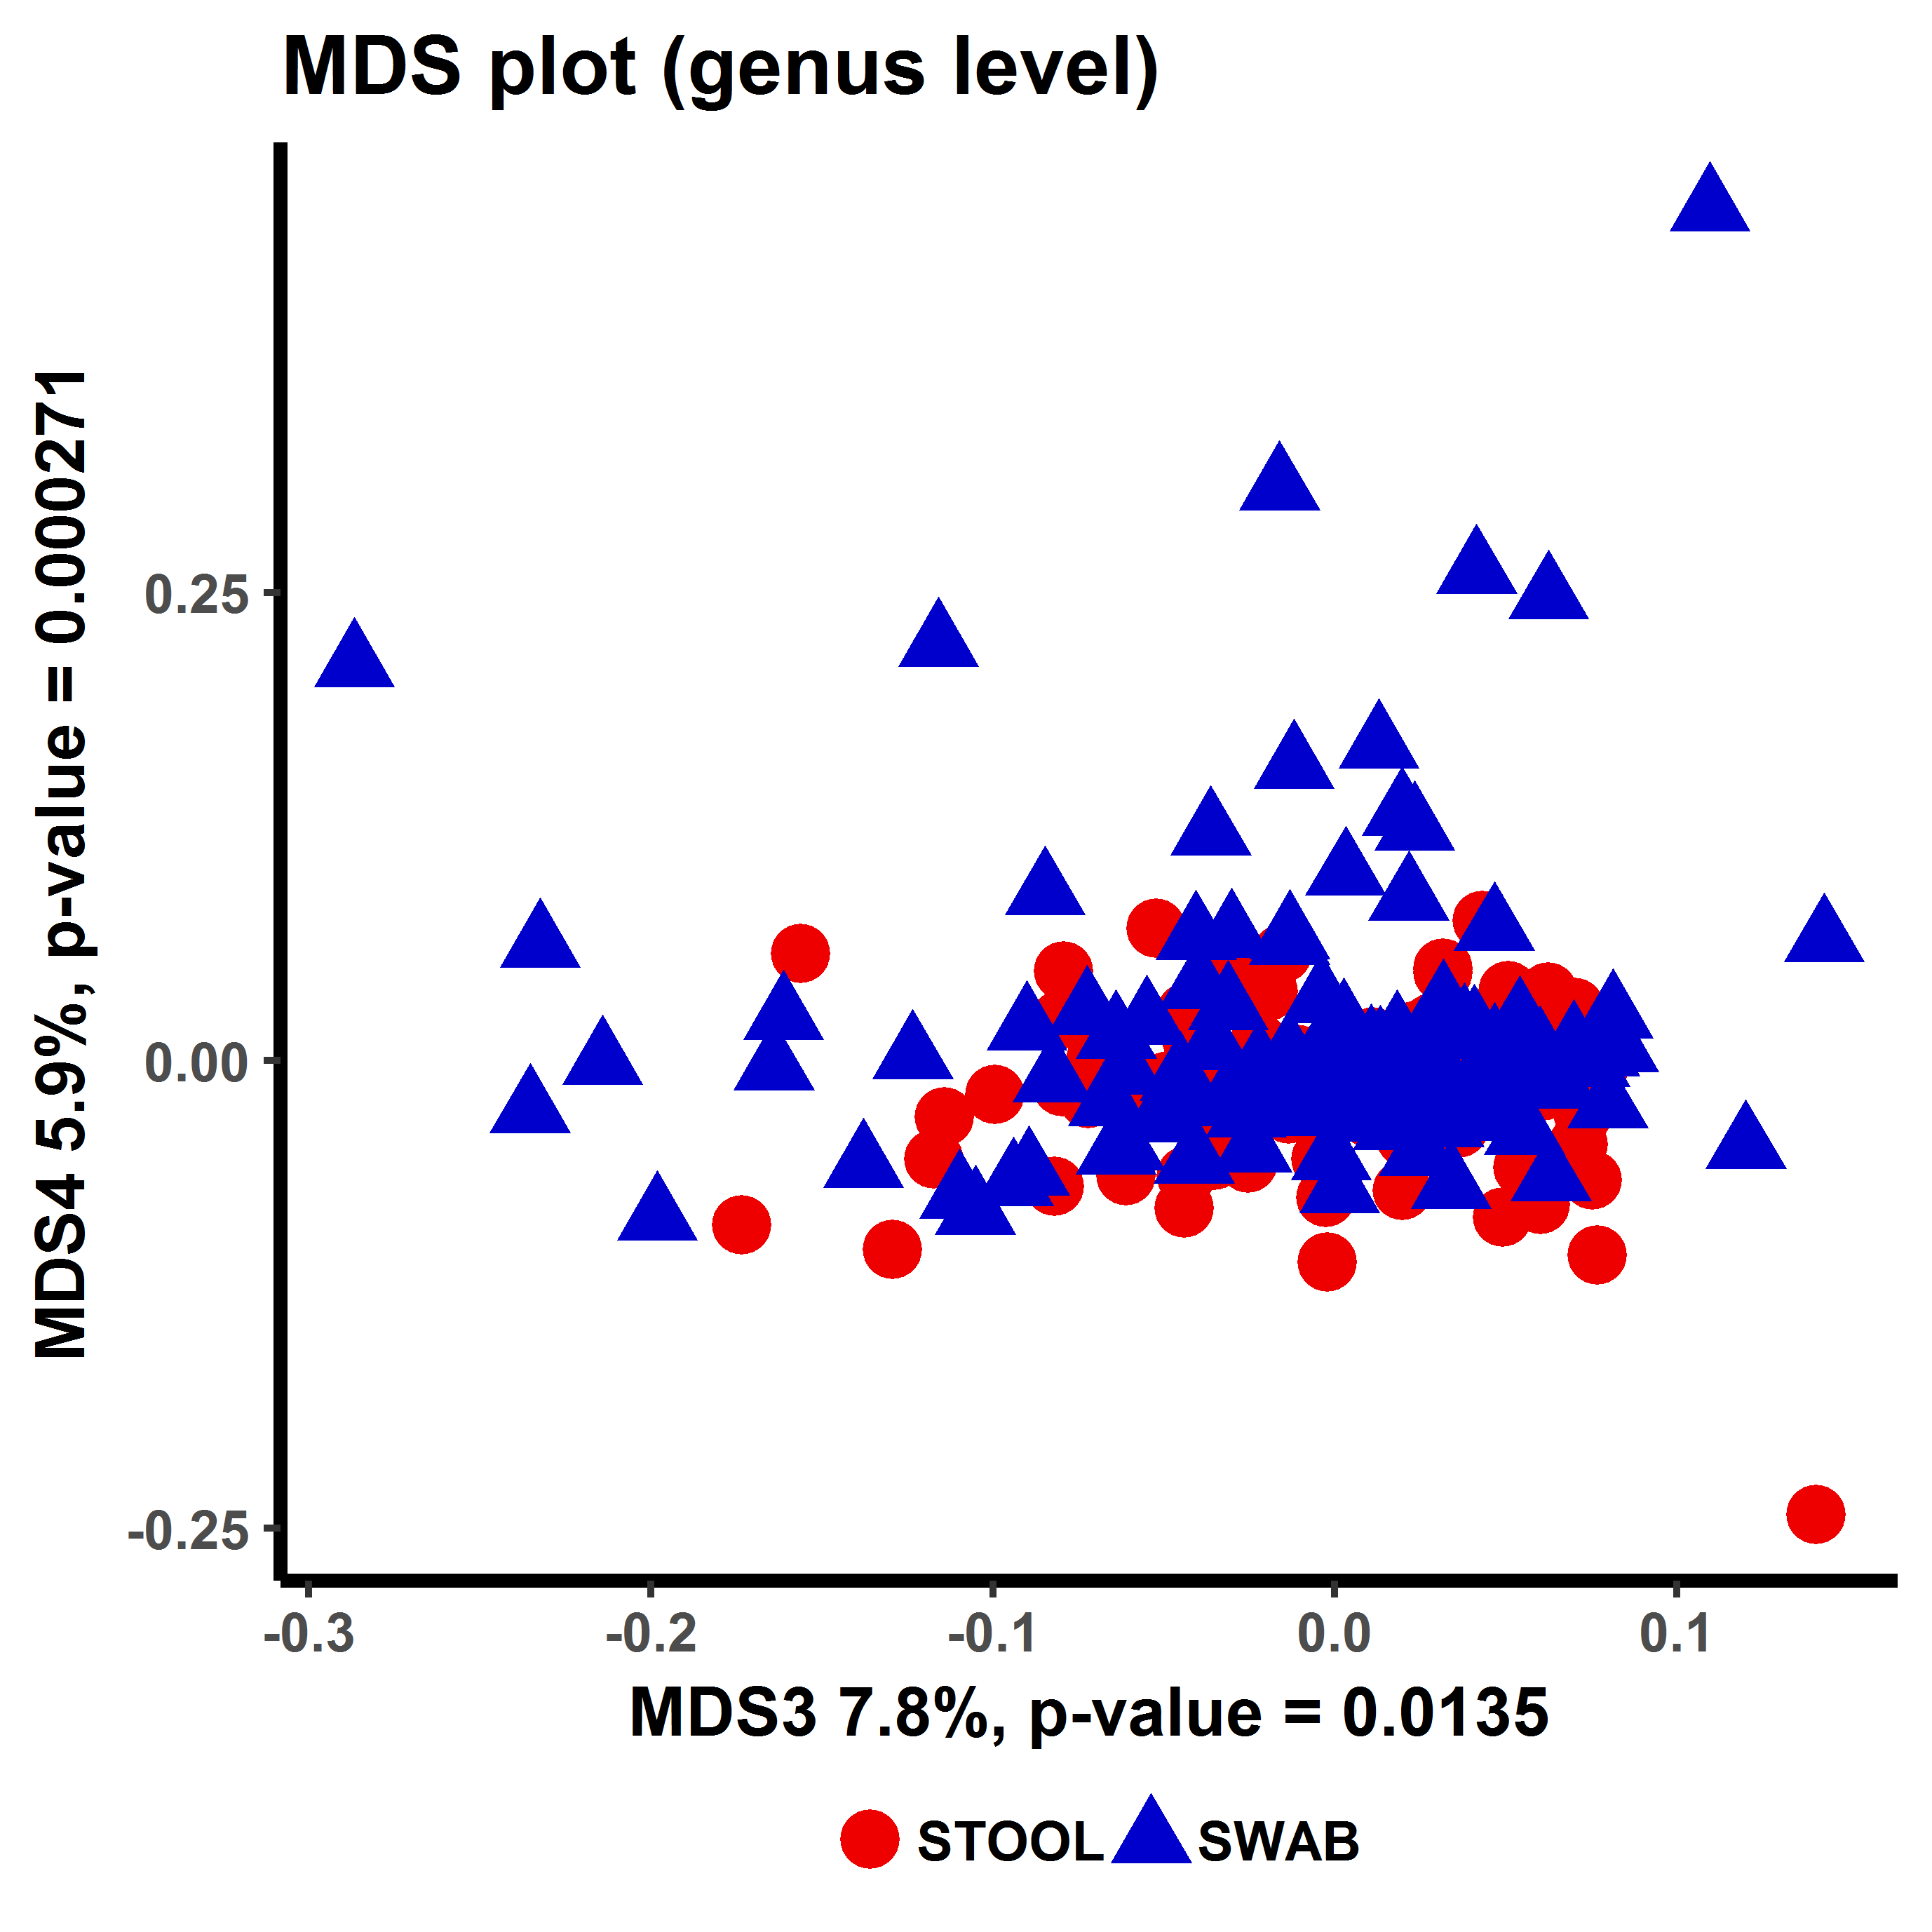 MDS plot (genus level)
MDS4 5.9%, p-value = 0.000271
0.25
0.00
-0.25
-0.3 -0.2 -0.1 0.0 0.1
MDS3 7.8%, p-value = 0.0135
STOOL SWAB